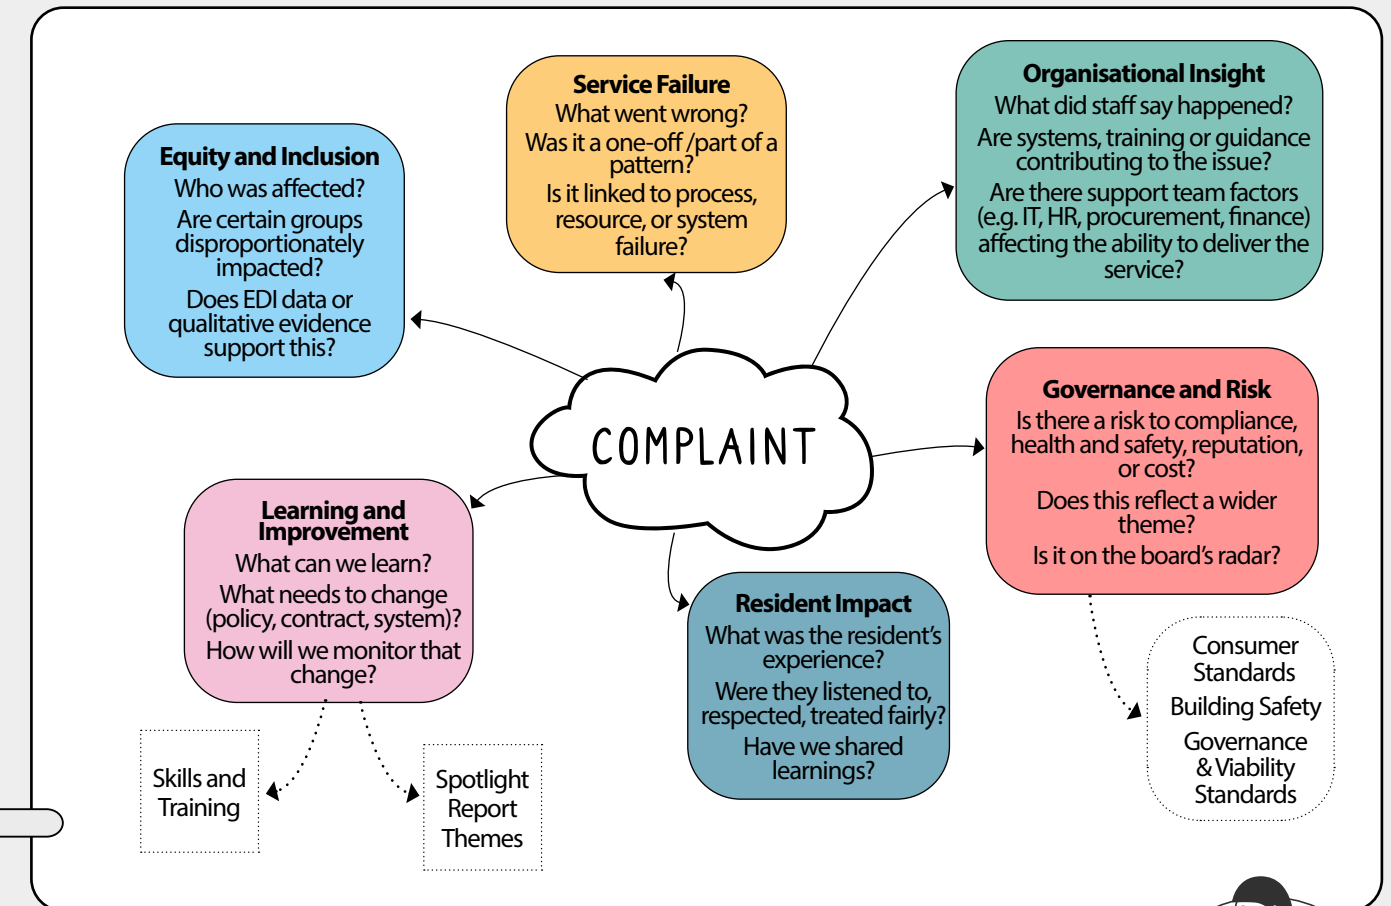 Service Failure
What went wrong?
Was it a one-off /part of a
pattern?
Is it linked to process,
resource, or system
failure?
Organisational Insight
What did staff say happened?
Are systems, training or guidance
contributing to the issue?
Are there support team factors
(e.g. IT, HR, procurement, finance)
affecting the ability to deliver the
service?
Equity and Inclusion
Who was affected?
Are certain groups
disproportionately
impacted?
Does EDI data or
qualitative evidence
support this?
COMPLAINT
Governance and Risk
Is there a risk to compliance,
health and safety, reputation,
or cost?
Does this reflect a wider
theme?
Is it on the board's radar?
Learning and
Improvement
What can we learn?
What needs to change
(policy, contract, system)?
How will we monitor that
change?
Resident Impact
What was the resident's
experience?
Were they listened to,
respected, treated fairly?
Have we shared
learnings?
Consumer
Standards
Building Safety
Governance
& Viability
Standards
Skills and
Training
Spotlight
Report
Themes